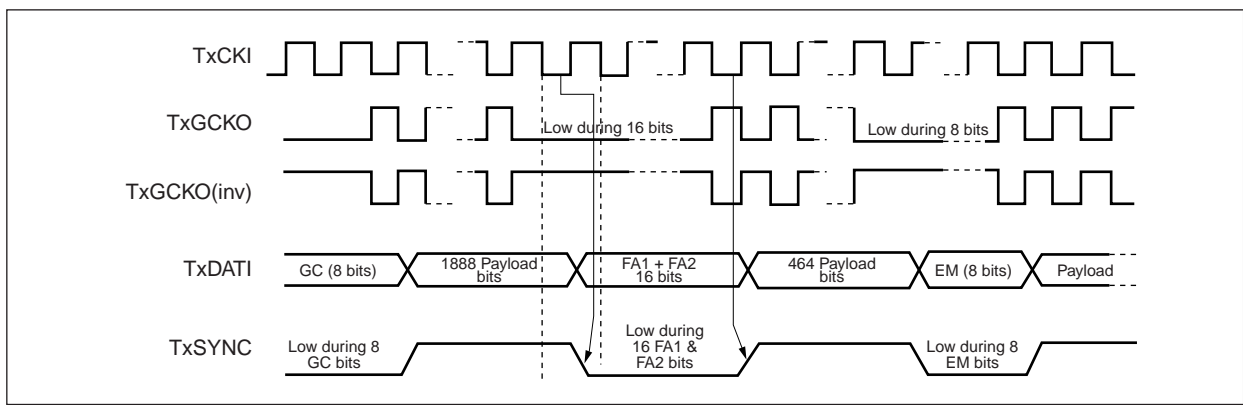 TxCKI
TxGCKO
Low during 16 bits
Low during 8 bits
TxGCKO(inv)
TxDATI
GC (8 bits)
1888 Payload
bits
FA1 + FA2
16 bits
464 Payload
bits
EM (8 bits)
Payload
TxSYNC
Low during 8
GC bits
Low during
16 FA1 &
FA2 bits
Low during 8
EM bits